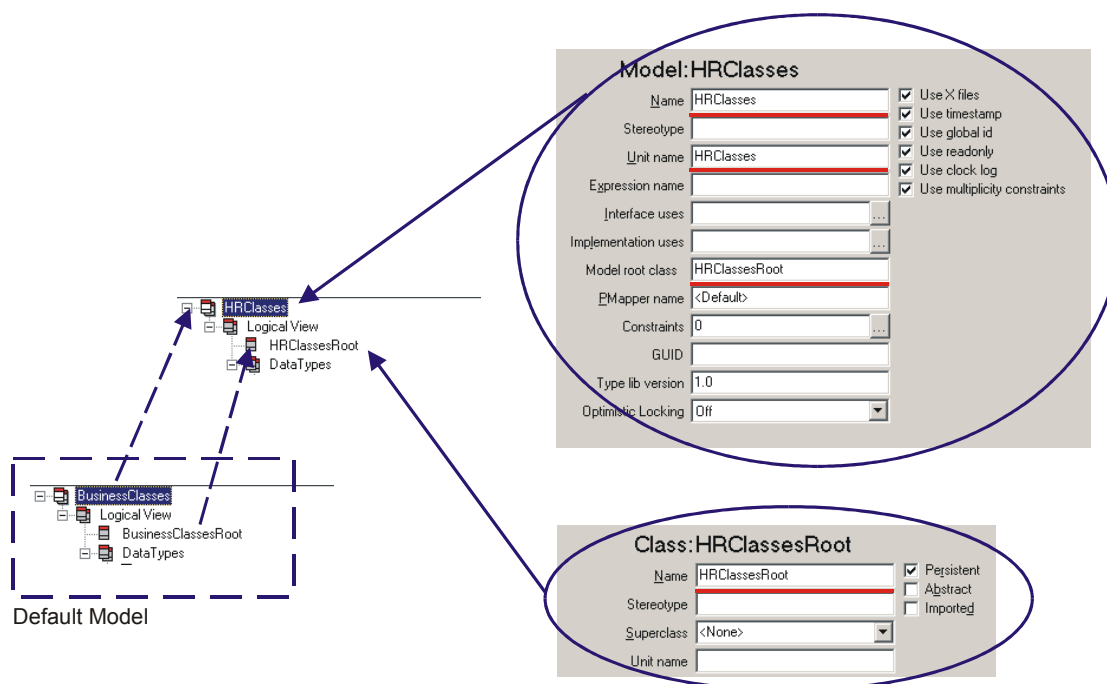 Model:HRClasses
Name HRClasses
Stereotype
Unit name HRClasses
Expression name
Interface uses ...
Implementation uses ...
Model root class HRClassesRoot
PMapper name <Default>
Constraints 0 ...
GUID
Type lib version 1.0
Optimistic Locking Off
Use X files
Use timestamp
Use global id
Use readonly
Use clock log
Use multiplicity constraints
HRClasses
Logical View
HRClassesRoot
DataTypes
BusinessClasses
Logical View
BusinessClassesRoot
DataTypes
Default Model
Class:HRClassesRoot
Name HRClassesRoot
Stereotype
Superclass <None>
Unit name
Persistent
Abstract
Imported